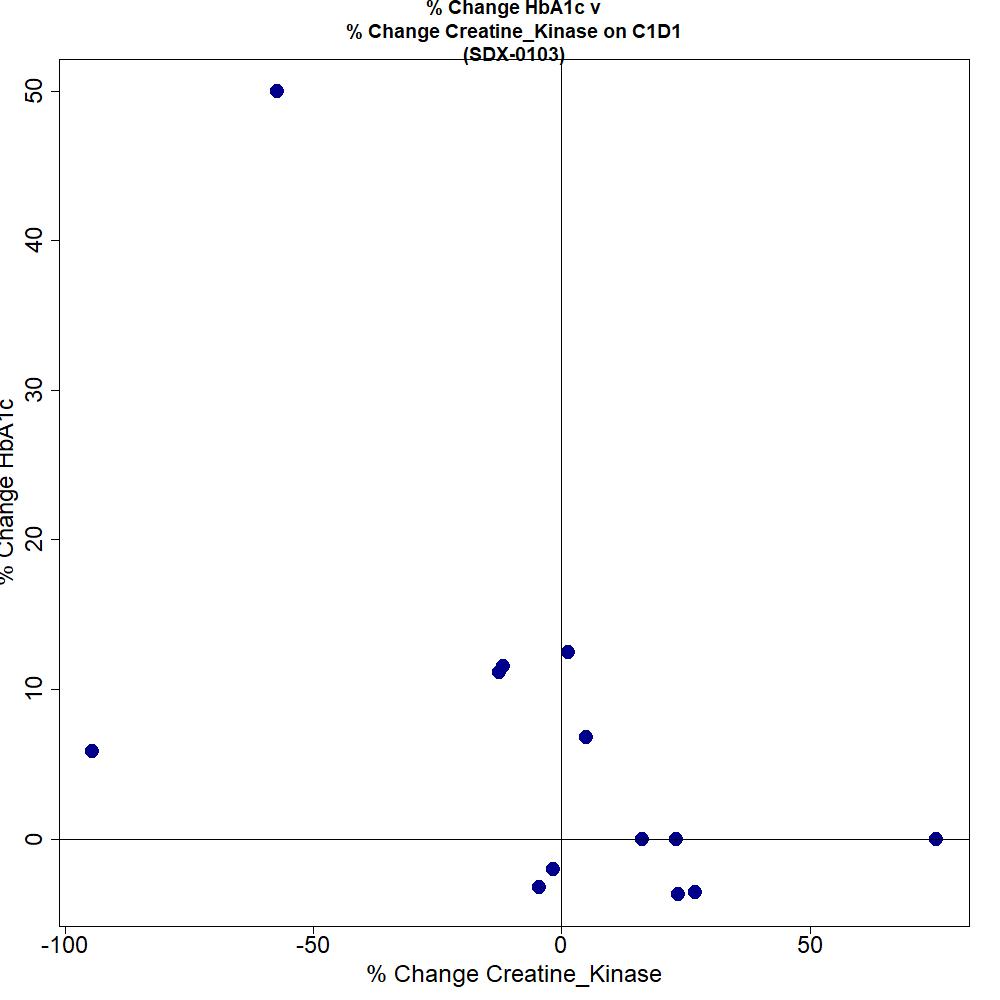 % Change HbA1c v
% Change Creatine_Kinase on C1D1
(SDX-0103)
50
40
30
20
10
0
% Change HbA1c
-100
-50
0
50
% Change Creatine_Kinase